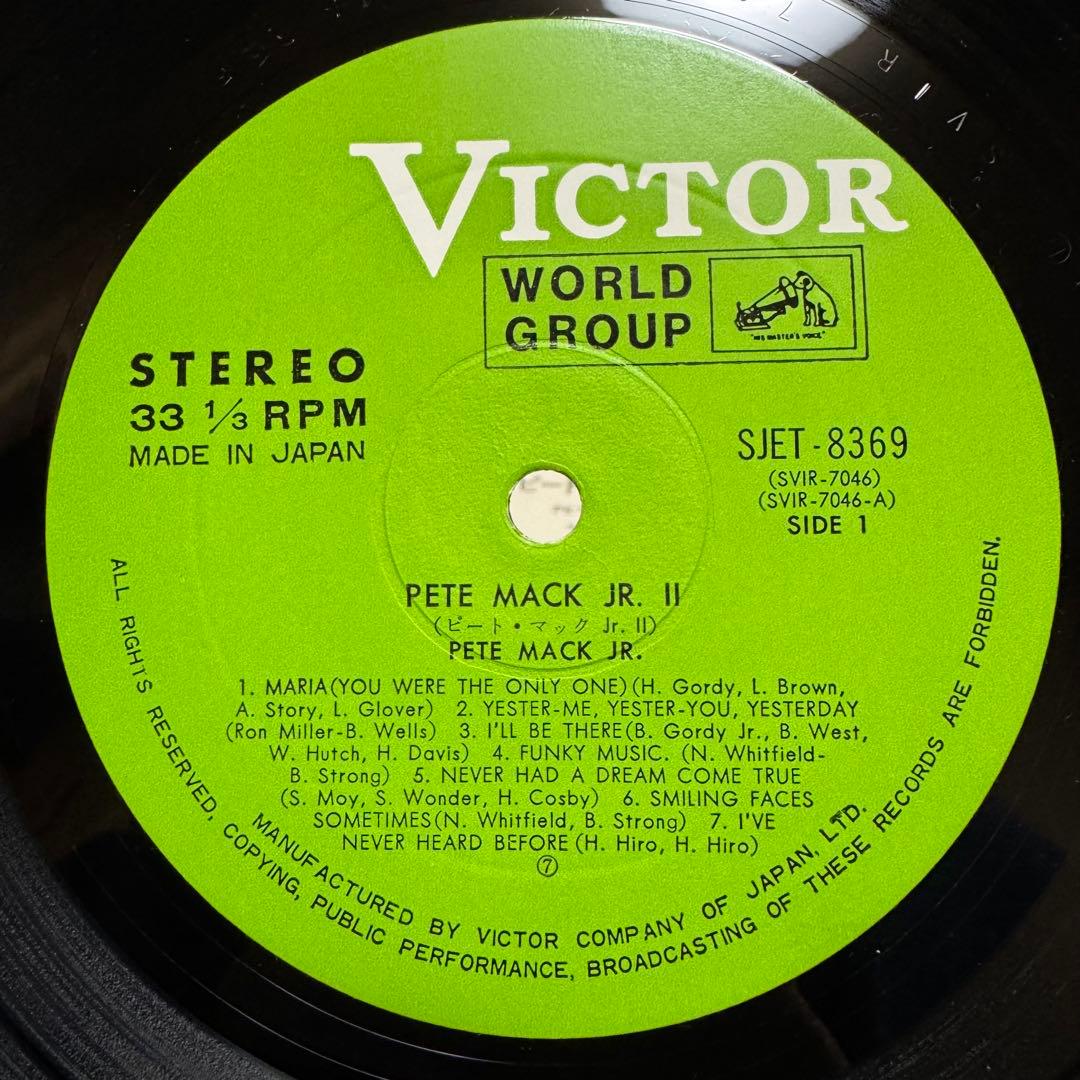 VICTOR
WORLD
GROUP
"HIS MASTER'S VOICE"
STEREO
33 1/3 RPM
MADE IN JAPAN
SJET-8369
(SVIR-7046)
(SVIR-7046-A)
SIDE 1
PETE MACK JR. II
(ピート・マック Jr. II)
PETE MACK JR.
1. MARIA(YOU WERE THE ONLY ONE)(H. Gordy, L. Brown,
A. Story, L. Glover) 2. YESTER-ME, YESTER-YOU, YESTERDAY
(Ron Miller-B. Wells) 3. I'LL BE THERE(B. Gordy Jr., B. West,
W. Hutch, H. Davis) 4. FUNKY MUSIC. (N. Whitfield-
B. Strong) 5. NEVER HAD A DREAM COME TRUE
(S. Moy, S. Wonder, H. Cosby) 6. SMILING FACES
SOMETIMES(N. Whitfield, B. Strong) 7. I'VE
NEVER HEARD BEFORE (H. Hiro, H. Hiro)
⑦
MANUFACTURED BY VICTOR COMPANY OF JAPAN, LTD.
ALL RIGHTS RESERVED, COPYING, PUBLIC PERFORMANCE, BROADCASTING OF THESE RECORDS ARE FORBIDDEN.